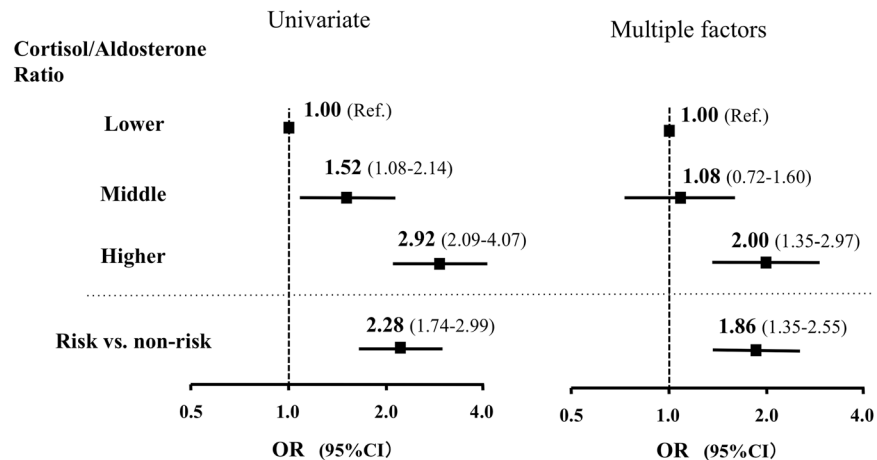 Univariate
Multiple factors
Cortisol/Aldosterone
Ratio
Lower
1.00 (Ref.)
1.00 (Ref.)
Middle
1.52 (1.08-2.14)
1.08 (0.72-1.60)
Higher
2.92 (2.09-4.07)
2.00 (1.35-2.97)
Risk vs. non-risk
2.28 (1.74-2.99)
1.86 (1.35-2.55)
0.5 1.0 2.0 4.0
0.5 1.0 2.0 4.0
OR (95%CI)
OR (95%CI)